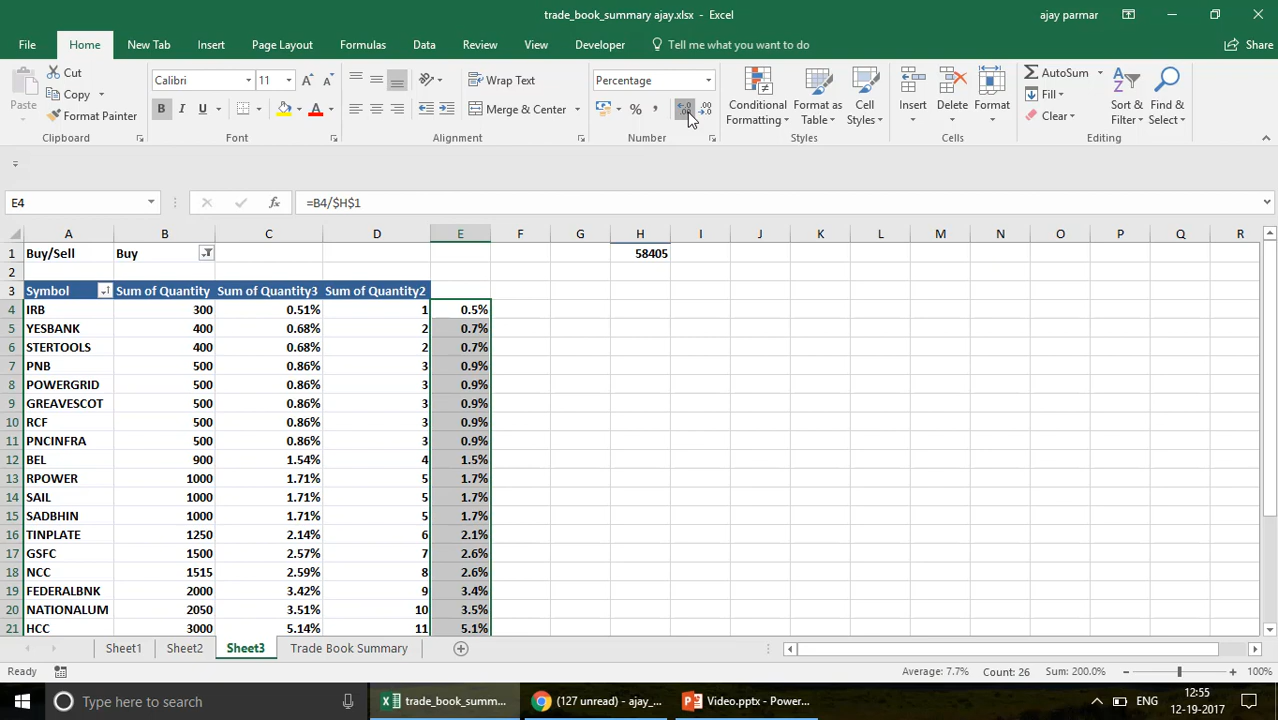 trade_book_summary ajay.xlsx - Excel
ajay parmar
File Home New Tab Insert Page Layout Formulas Data Review View Developer Tell me what you want to do Share
Paste
Cut
Copy
Format Painter
Clipboard
Calibri 11
B I U
Font
Wrap Text
Merge & Center
Alignment
Percentage
%
Number
Conditional Formatting
Format as Table
Cell Styles
Styles
Insert Delete Format
Cells
AutoSum
Fill
Clear
Sort & Filter
Find & Select
Editing
E4 fx =B4/$H$1
A B C D E F G H I J K L M N O P Q R
1 Buy/Sell Buy 58405
2
3 Symbol Sum of Quantity Sum of Quantity3 Sum of Quantity2
4 IRB 300 0.51% 1 0.5%
5 YESBANK 400 0.68% 2 0.7%
6 STERTOOLS 400 0.68% 2 0.7%
7 PNB 500 0.86% 3 0.9%
8 POWERGRID 500 0.86% 3 0.9%
9 GREAVESCOT 500 0.86% 3 0.9%
10 RCF 500 0.86% 3 0.9%
11 PNCINFRA 500 0.86% 3 0.9%
12 BEL 900 1.54% 4 1.5%
13 RPOWER 1000 1.71% 5 1.7%
14 SAIL 1000 1.71% 5 1.7%
15 SADBHIN 1000 1.71% 5 1.7%
16 TINPLATE 1250 2.14% 6 2.1%
17 GSFC 1500 2.57% 7 2.6%
18 NCC 1515 2.59% 8 2.6%
19 FEDERALBNK 2000 3.42% 9 3.4%
20 NATIONALUM 2050 3.51% 10 3.5%
21 HCC 3000 5.14% 11 5.1%
Sheet1 Sheet2 Sheet3 Trade Book Summary
Ready Average: 7.7% Count: 26 Sum: 200.0% 100%
Type here to search
trade_book_summ...
(127 unread) - ajay_...
Video.pptx - Power...
ENG
12:55
12-19-2017